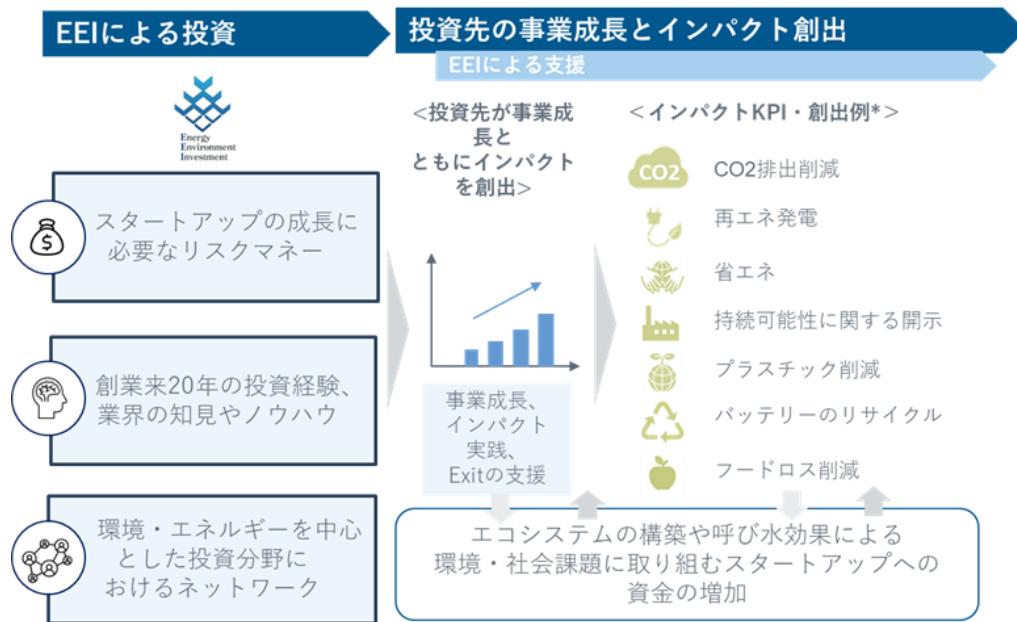 EEIによる投資
投資先の事業成長とインパクト創出
EEIによる支援
Energy
Environment
Investment
スタートアップの成長に
必要なリスクマネー
創業来20年の投資経験、
業界の知見やノウハウ
環境・エネルギーを中心
とした投資分野に
おけるネットワーク
<投資先が事業成
長と
ともにインパクト
を創出>
事業成長、
インパクト
実践、
Exitの支援
<インパクトKPI・創出例*>
CO2
CO2排出削減
再エネ発電
省エネ
持続可能性に関する開示
プラスチック削減
バッテリーのリサイクル
フードロス削減
エコシステムの構築や呼び水効果による
環境・社会課題に取り組むスタートアップへの
資金の増加